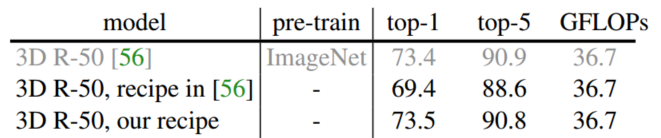 model pre-train top-1 top-5 GFLOPs
3D R-50 [56] ImageNet 73.4 90.9 36.7
3D R-50, recipe in [56] - 69.4 88.6 36.7
3D R-50, our recipe - 73.5 90.8 36.7